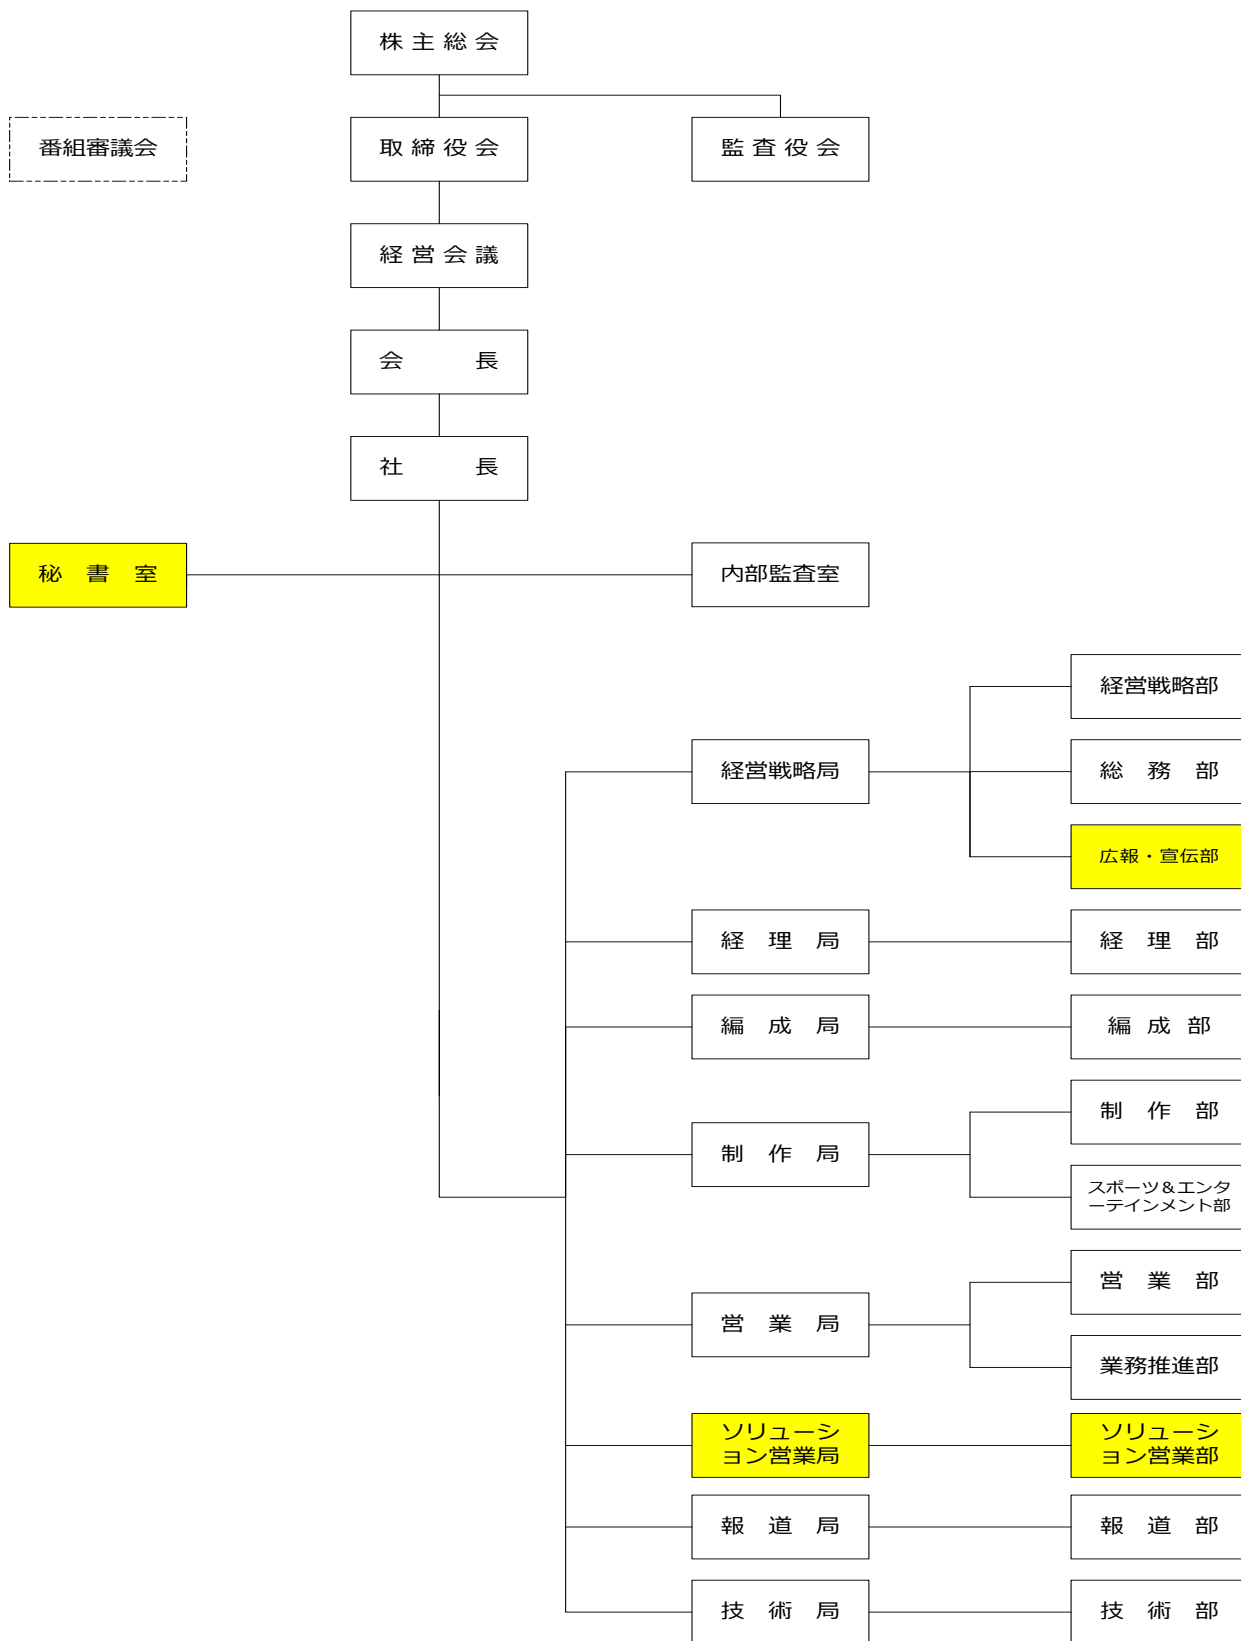 株主総会
番組審議会
取締役会
監査役会
経営会議
会　長
社　長
秘書室
内部監査室
経営戦略部
経営戦略局
総務部
広報・宣伝部
経理局
経理部
編成局
編成部
制作部
制作局
スポーツ＆エンタ
ーテインメント部
営業部
営業局
業務推進部
ソリューシ
ョン営業局
ソリューシ
ョン営業部
報道局
報道部
技術局
技術部